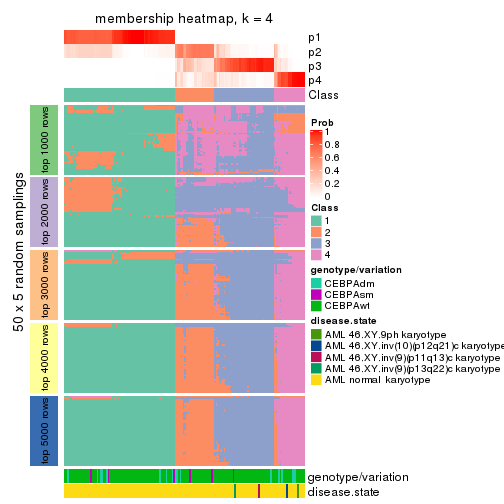 membership heatmap, k = 4
p1
p2
p3
p4
Class
50 x 5 random samplings
top 1000 rows
top 2000 rows
top 3000 rows
top 4000 rows
top 5000 rows
Prob
1
0.8
0.6
0.4
0.2
0
Class
1
2
3
4
genotype/variation
CEBPAdm
CEBPAsm
CEBPAwt
disease.state
AML 46.XY.9ph karyotype
AML 46.XY.inv(10)(p12q21)c karyotype
AML 46.XY.inv(9)(p11q13)c karyotype
AML 46.XY.inv(9)(p13q22)c karyotype
AML normal karyotype
genotype/variation
disease.state